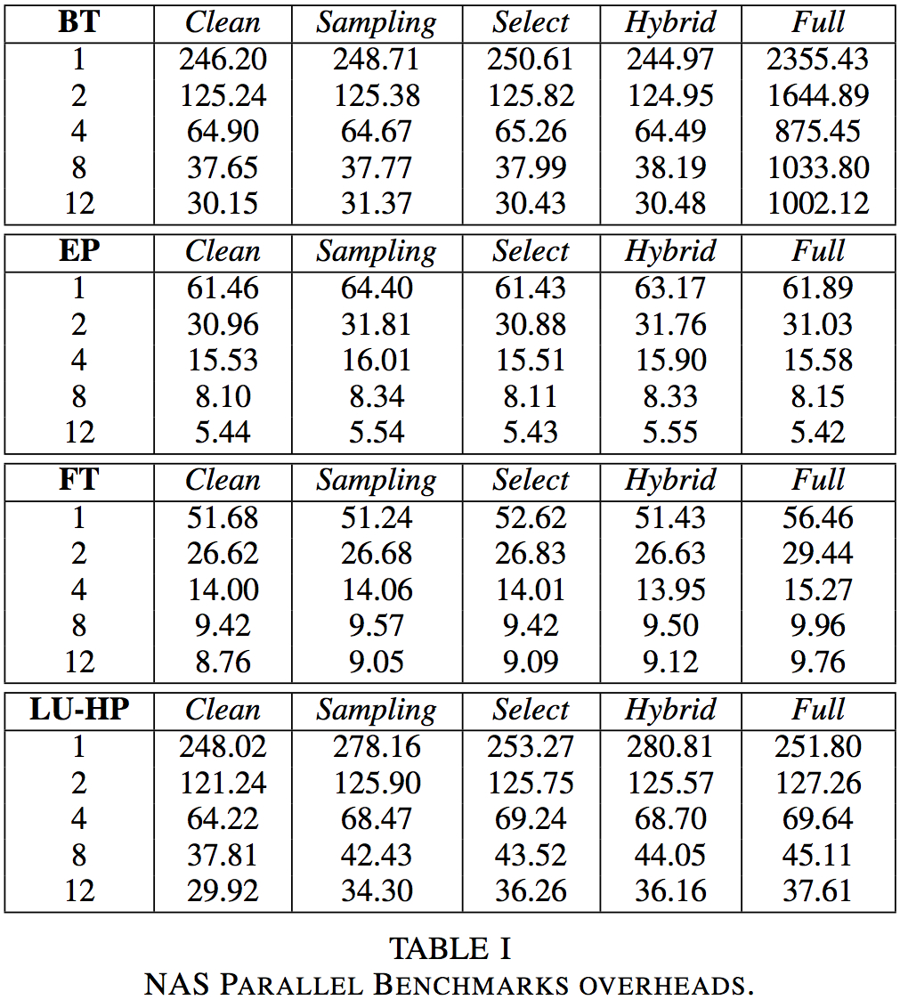 BT Clean Sampling Select Hybrid Full
1 246.20 248.71 250.61 244.97 2355.43
2 125.24 125.38 125.82 124.95 1644.89
4 64.90 64.67 65.26 64.49 875.45
8 37.65 37.77 37.99 38.19 1033.80
12 30.15 31.37 30.43 30.48 1002.12
EP Clean Sampling Select Hybrid Full
1 61.46 64.40 61.43 63.17 61.89
2 30.96 31.81 30.88 31.76 31.03
4 15.53 16.01 15.51 15.90 15.58
8 8.10 8.34 8.11 8.33 8.15
12 5.44 5.54 5.43 5.55 5.42
FT Clean Sampling Select Hybrid Full
1 51.68 51.24 52.62 51.43 56.46
2 26.62 26.68 26.83 26.63 29.44
4 14.00 14.06 14.01 13.95 15.27
8 9.42 9.57 9.42 9.50 9.96
12 8.76 9.05 9.09 9.12 9.76
LU-HP Clean Sampling Select Hybrid Full
1 248.02 278.16 253.27 280.81 251.80
2 121.24 125.90 125.75 125.57 127.26
4 64.22 68.47 69.24 68.70 69.64
8 37.81 42.43 43.52 44.05 45.11
12 29.92 34.30 36.26 36.16 37.61
TABLE I
NAS PARALLEL BENCHMARKS OVERHEADS.